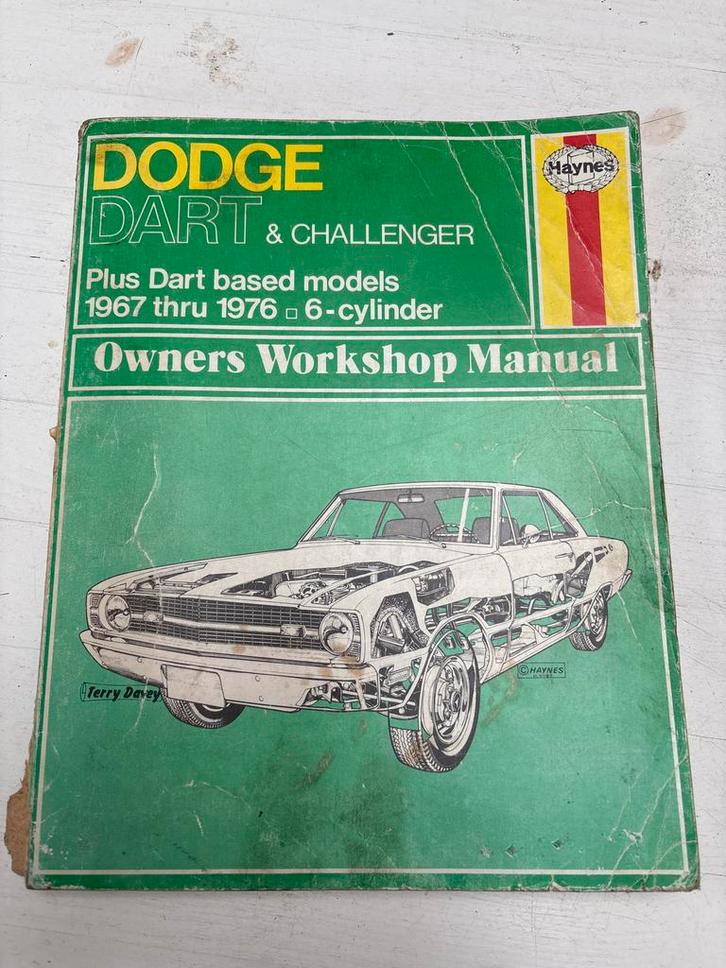 DODGE
DART & CHALLENGER
Plus Dart based models
1967 thru 1976 □ 6-cylinder
Haynes
Owners Workshop Manual
©HAYNES
Terry Davey